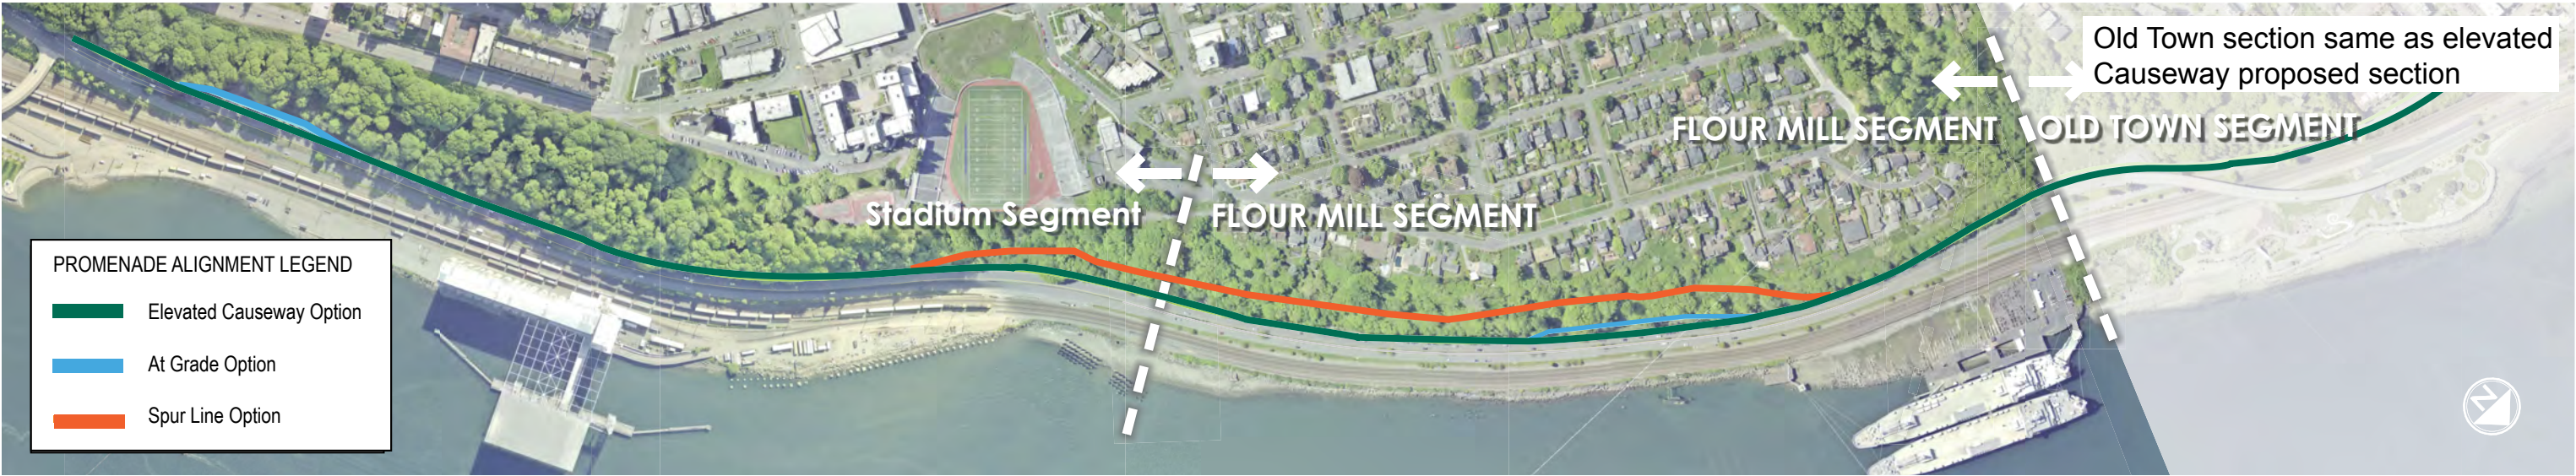 Old Town section same as elevated
Causeway proposed section
FLOUR MILL SEGMENT
OLD TOWN SEGMENT
Stadium Segment
FLOUR MILL SEGMENT
PROMENADE ALIGNMENT LEGEND
Elevated Causeway Option
At Grade Option
Spur Line Option
N